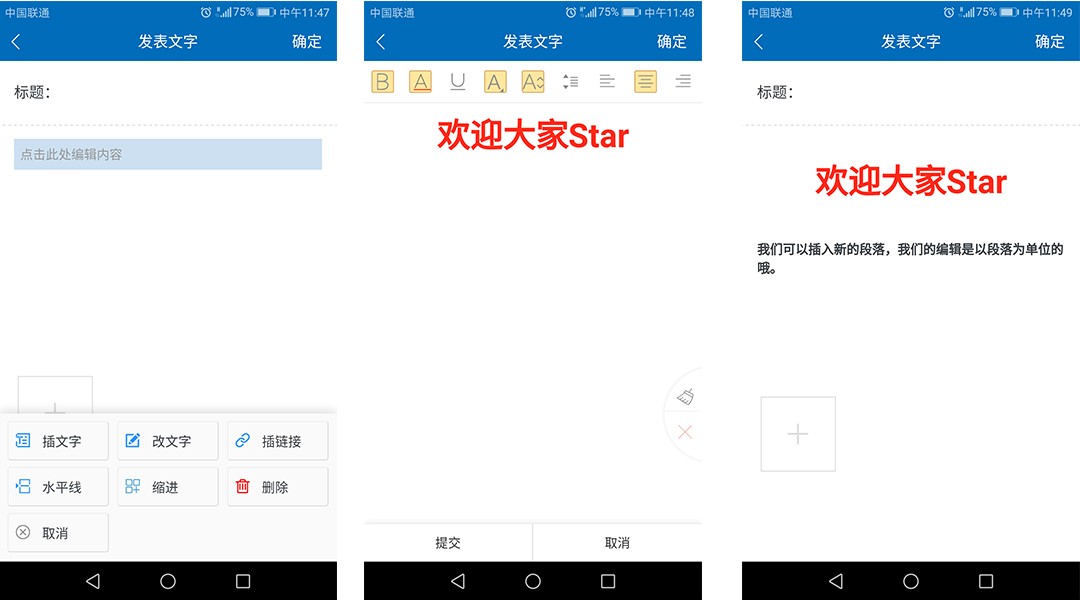 中国联通 75% 中午11:47
发表文字 确定
标题：
点击此处编辑内容
插文字 改文字 插链接
水平线 缩进 删除
取消
中国联通 75% 中午11:48
发表文字 确定
B A U A A
欢迎大家Star
提交 取消
中国联通 75% 中午11:49
发表文字 确定
标题：
欢迎大家Star
我们可以插入新的段落，我们的编辑是以段落为单位的
哦。